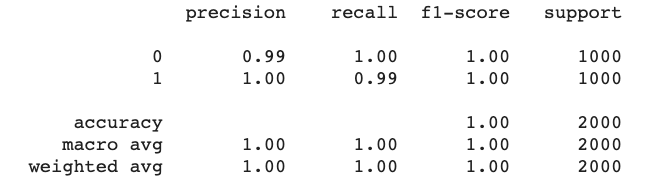 precision recall f1-score support
0 0.99 1.00 1.00 1000
1 1.00 0.99 1.00 1000
accuracy 1.00 2000
macro avg 1.00 1.00 1.00 2000
weighted avg 1.00 1.00 1.00 2000